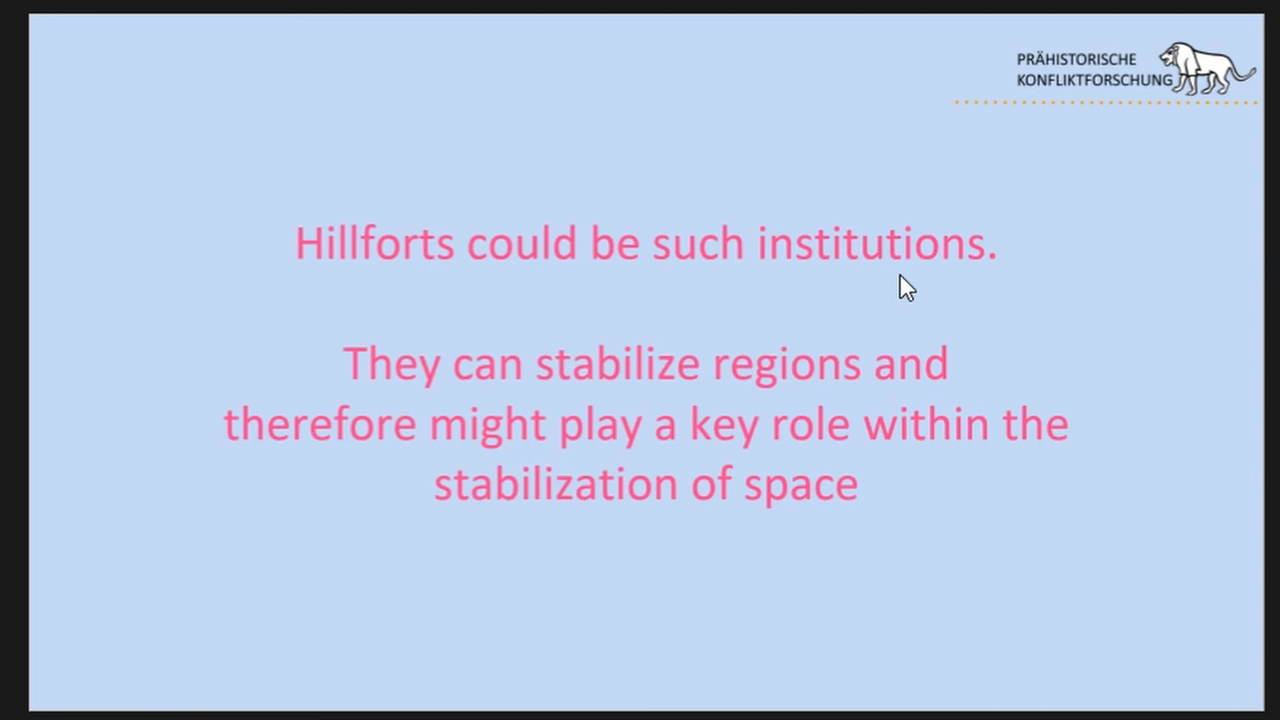 PRÄHISTORISCHE
KONFLIKTFORSCHUNG
Hillforts could be such institutions.
They can stabilize regions and
therefore might play a key role within the
stabilization of space